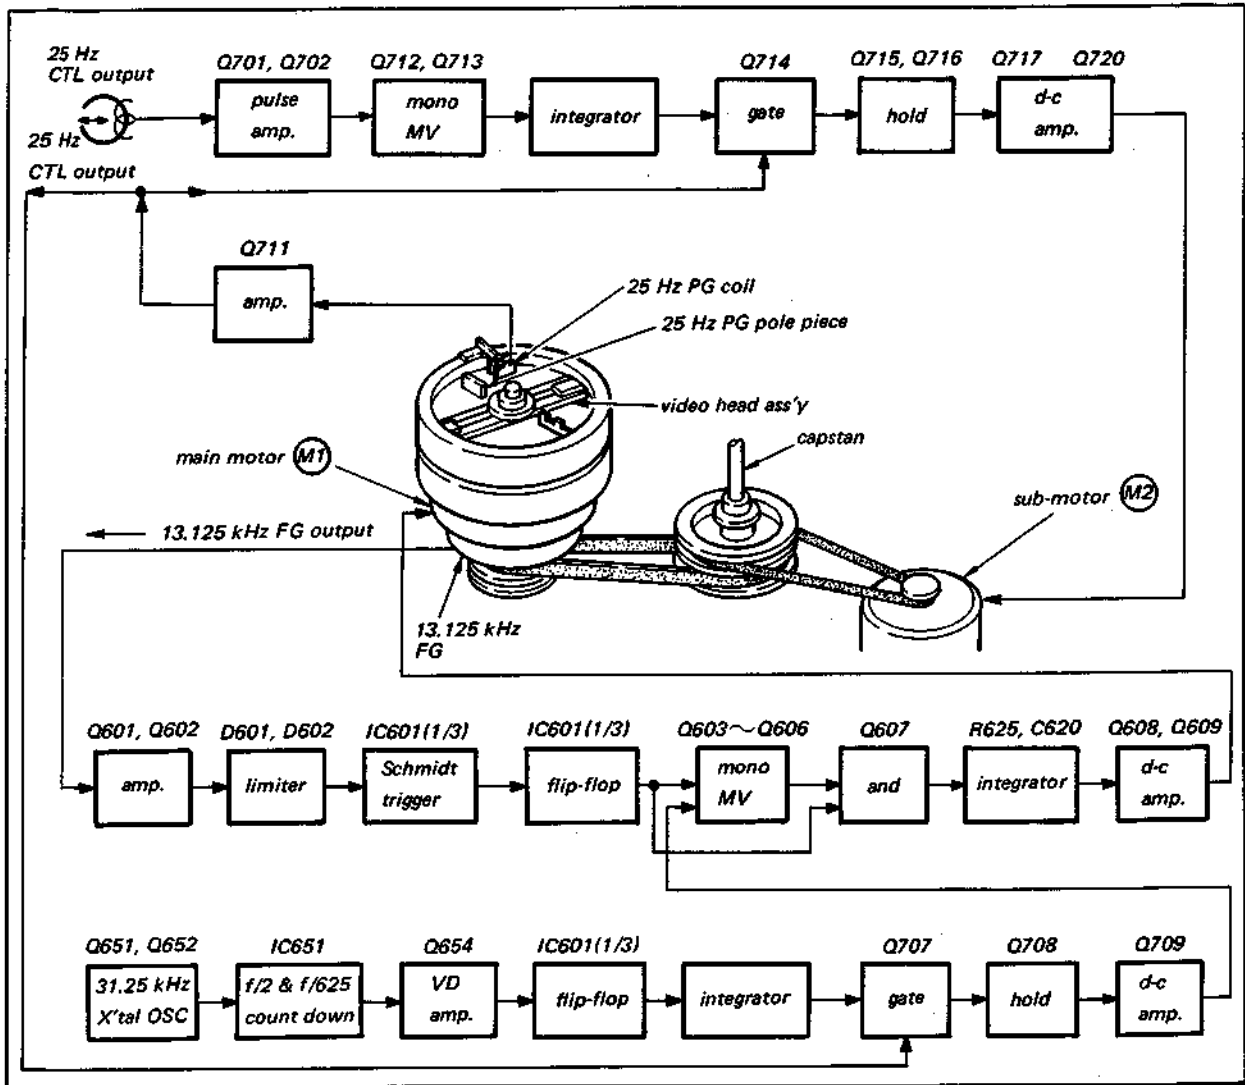 25 Hz
CTL output
25 Hz
CTL output
Q701, Q702
pulse
amp.
Q712, Q713
mono
MV
integrator
Q714
gate
Q715, Q716
hold
Q717 Q720
d-c
amp.
Q711
amp.
25 Hz PG coil
25 Hz PG pole piece
video head ass'y
capstan
main motor M1
sub-motor M2
13.125 kHz FG output
13.125 kHz
FG
Q601, Q602
amp.
D601, D602
limiter
IC601(1/3)
Schmidt
trigger
IC601(1/3)
flip-flop
Q603～Q606
mono
MV
Q607
and
R625, C620
integrator
Q608, Q609
d-c
amp.
Q651, Q652
31.25 kHz
X'tal OSC
IC651
f/2 & f/625
count down
Q654
VD
amp.
IC601(1/3)
flip-flop
integrator
Q707
gate
Q708
hold
Q709
d-c
amp.